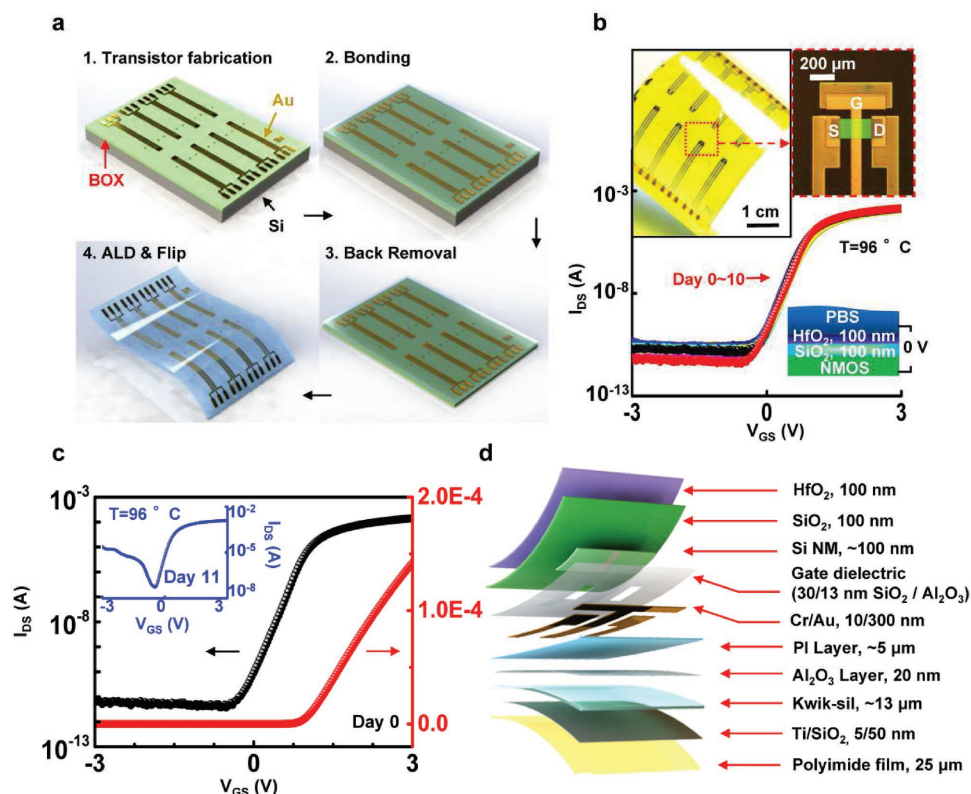 a
1. Transistor fabrication
2. Bonding
Au
BOX
Si
4. ALD & Flip
3. Back Removal
b
200 µm
G
S
D
1 cm
10⁻³
10⁻⁸
10⁻¹³
I_DS (A)
T=96 ° C
Day 0~10
PBS
HfO₂, 100 nm
SiO₂, 100 nm
NMOS
0 V
-3
0
3
V_GS (V)
c
10⁻³
10⁻⁸
10⁻¹³
I_DS (A)
2.0E-4
1.0E-4
0.0
T=96 ° C
Day 11
10⁻²
10⁻⁵
10⁻⁸
I_DS (A)
-3
0
3
V_GS (V)
Day 0
-3
0
3
V_GS (V)
d
HfO₂, 100 nm
SiO₂, 100 nm
Si NM, ~100 nm
Gate dielectric
(30/13 nm SiO₂ / Al₂O₃)
Cr/Au, 10/300 nm
PI Layer, ~5 µm
Al₂O₃ Layer, 20 nm
Kwik-sil, ~13 µm
Ti/SiO₂, 5/50 nm
Polyimide film, 25 µm